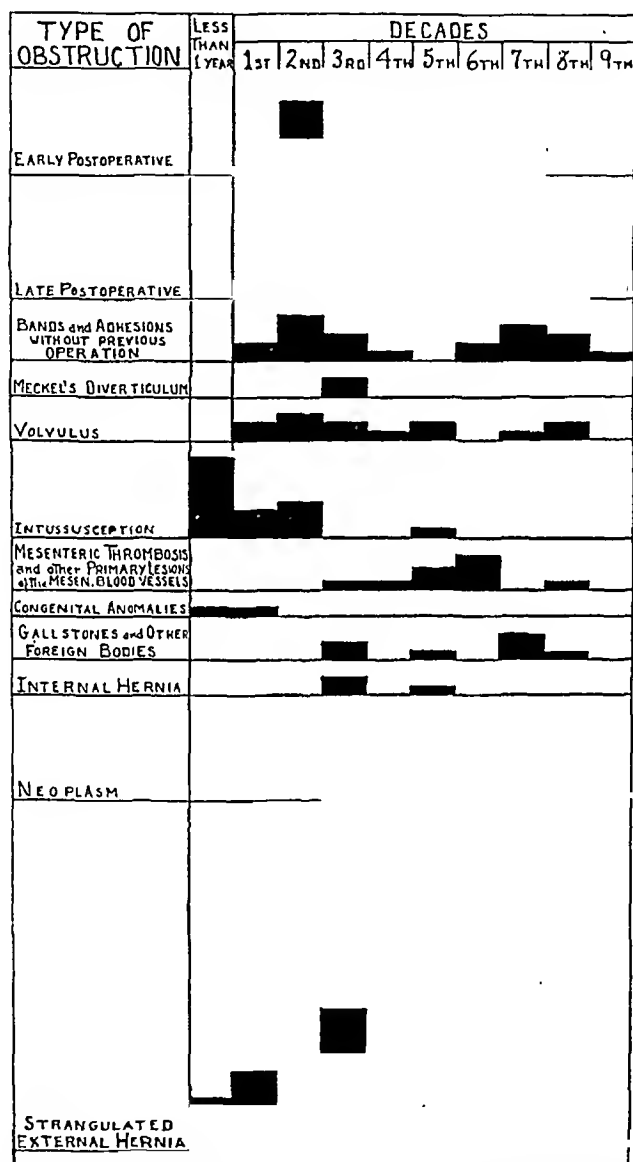 TYPE OF
OBSTRUCTION
LESS
THAN
1 YEAR
DECADES
1ST 2ND 3RD 4TH 5TH 6TH 7TH 8TH 9TH
EARLY POSTOPERATIVE
LATE POSTOPERATIVE
BANDS and ADHESIONS
WITHOUT PREVIOUS
OPERATION
MECKEL'S DIVERTICULUM
VOLVULUS
INTUSSUSCEPTION
MESENTERIC THROMBOSIS
and other PRIMARY LESIONS
of the MESEN. BLOOD VESSELS
CONGENITAL ANOMALIES
GALLSTONES and OTHER
FOREIGN BODIES
INTERNAL HERNIA
NEOPLASM
STRANGULATED
EXTERNAL HERNIA